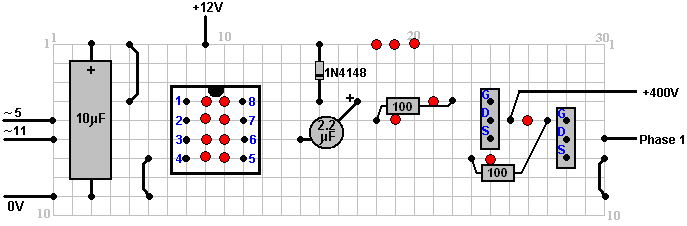 +12V
1 10 20 30 1
1N4148
+
+
10µF
1 8
2 7
3 6
4 5
2.2
µF
100
G
D
S
+400V
G
D
S
~5
~11
Phase 1
100
0V
10 10